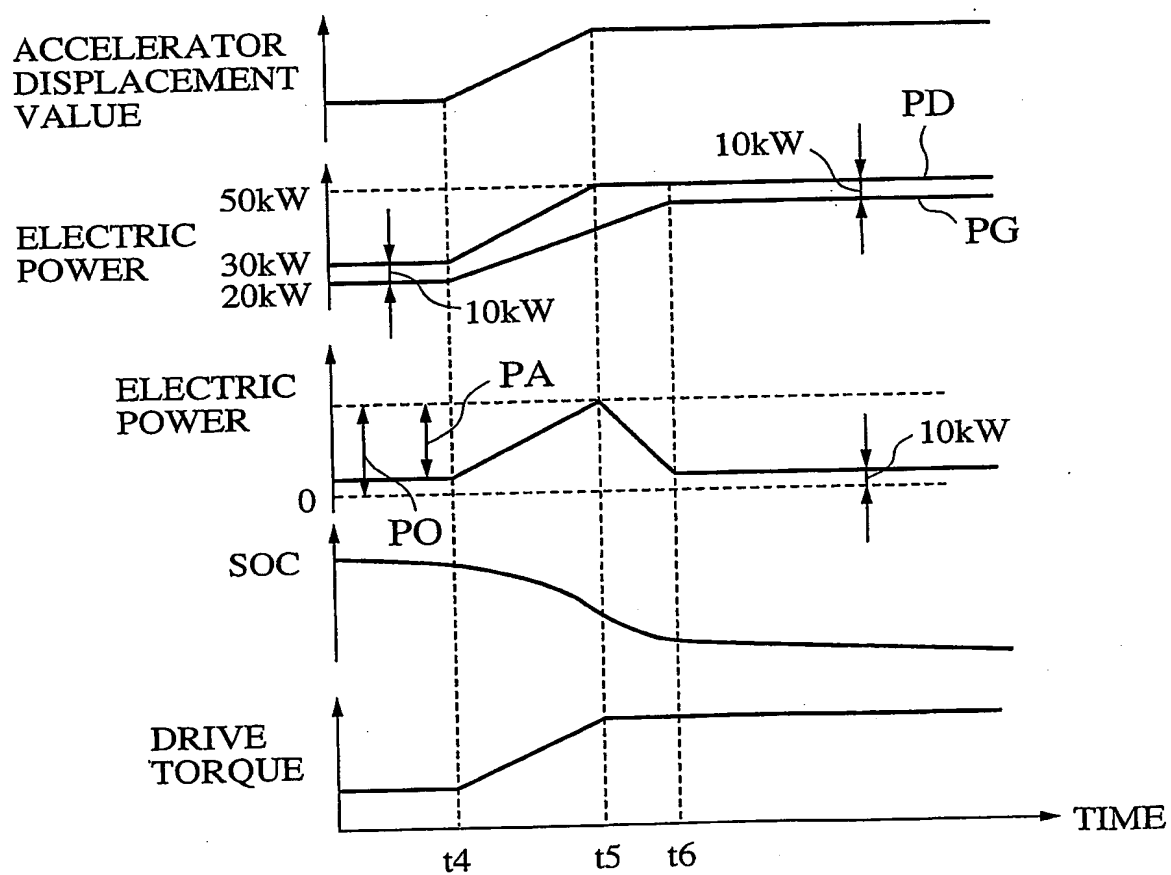 ACCELERATOR
DISPLACEMENT
VALUE
PD
10kW
50kW
ELECTRIC
POWER
PG
30kW
20kW
10kW
ELECTRIC
POWER
PA
10kW
0
PO
SOC
DRIVE
TORQUE
TIME
t4
t5
t6